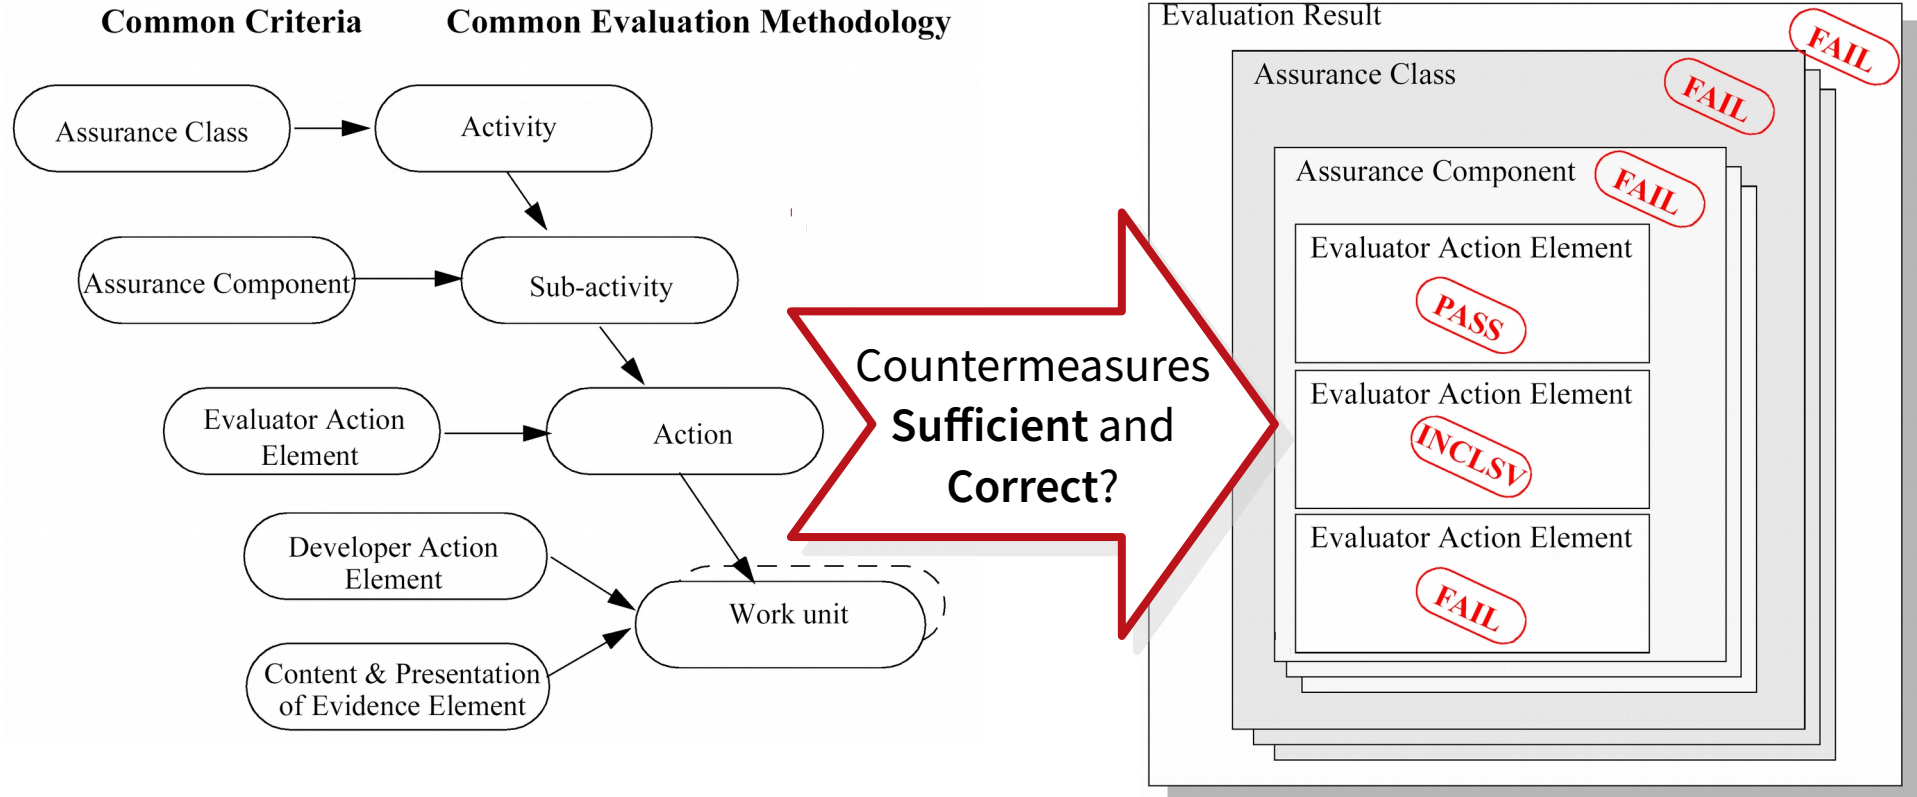 Common Criteria
Common Evaluation Methodology
Assurance Class
Activity
Assurance Component
Sub-activity
Evaluator Action
Element
Action
Developer Action
Element
Work unit
Content & Presentation
of Evidence Element
Countermeasures
Sufficient and
Correct?
Evaluation Result
FAIL
Assurance Class
FAIL
Assurance Component
FAIL
Evaluator Action Element
PASS
Evaluator Action Element
INCLSV
Evaluator Action Element
FAIL